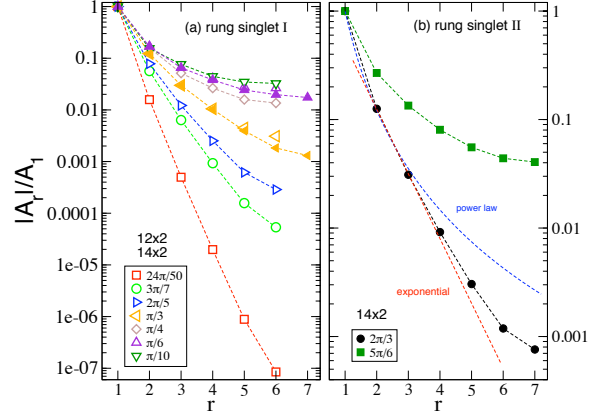 (a) rung singlet I
(b) rung singlet II
|A_r|/A_1
1
0.1
0.01
0.001
0.0001
1e-05
1e-06
1e-07
12x2
14x2
24π/50
3π/7
2π/5
π/3
π/4
π/6
π/10
1 2 3 4 5 6 7
r
power law
exponential
14x2
2π/3
5π/6
1
0.1
0.01
0.001
1 2 3 4 5 6 7
r